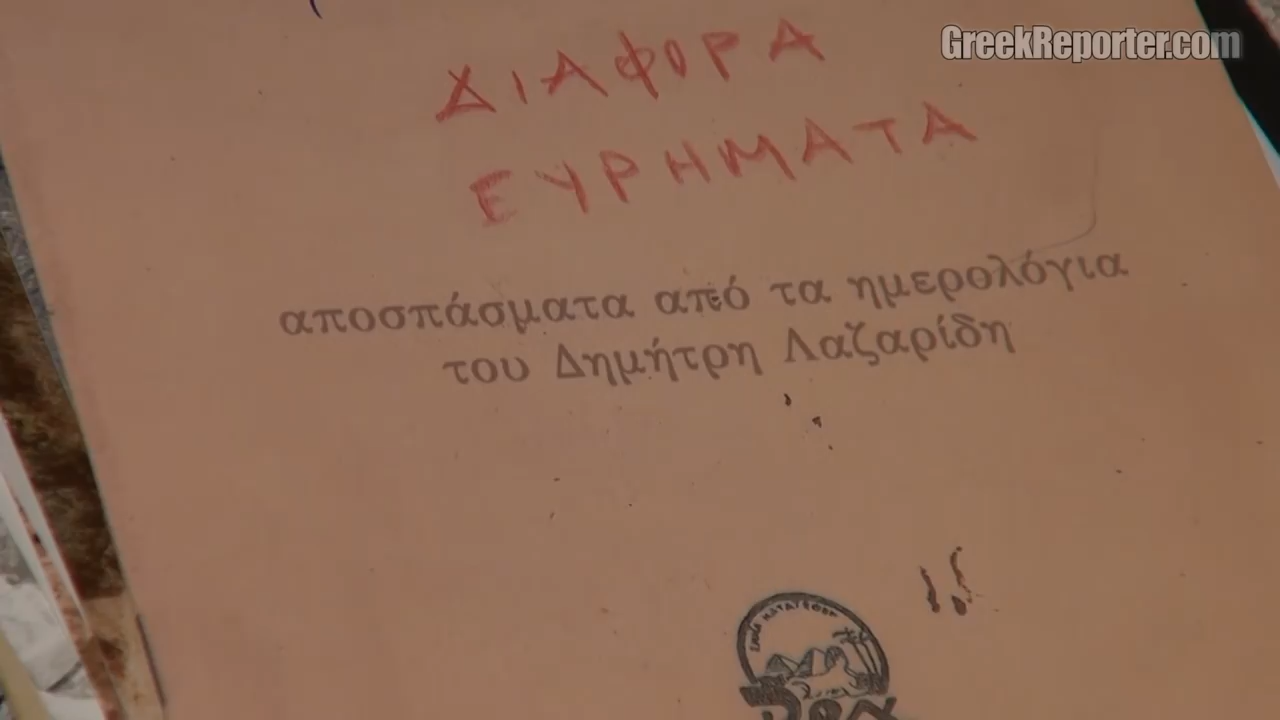 GreekReporter.com
ΔΙΑΦΟΡΑ
ΕΥΡΗΜΑΤΑ
αποσπάσματα από τα ημερολόγια
του Δημήτρη Λαζαρίδη